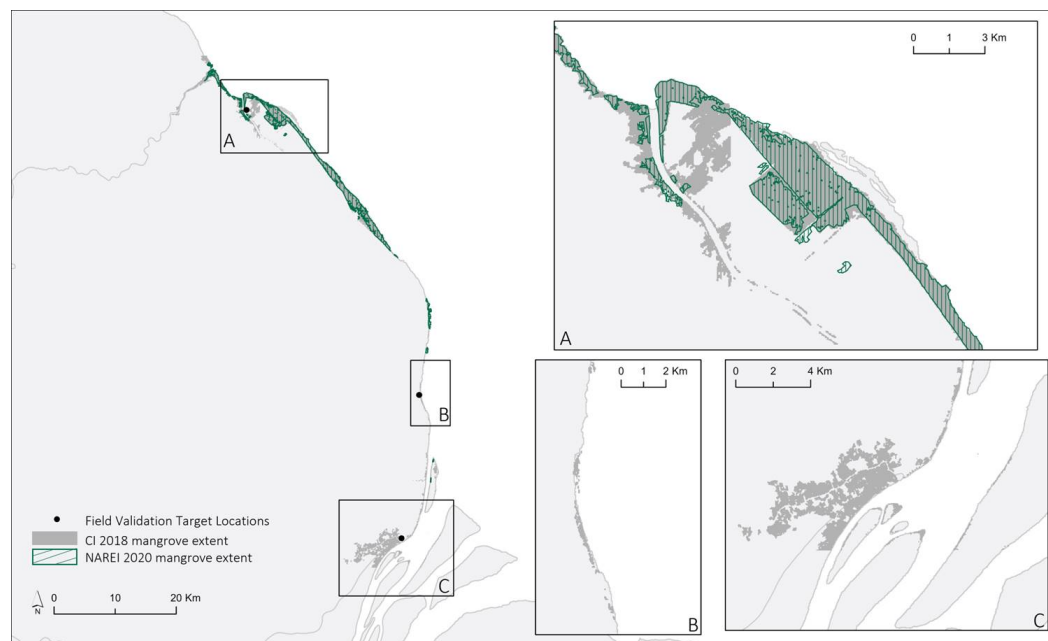 A
B
C
Field Validation Target Locations
CI 2018 mangrove extent
NAREI 2020 mangrove extent
N
0 10 20 Km
0 1 3 Km
A
0 1 2 Km
B
0 2 4 Km
C